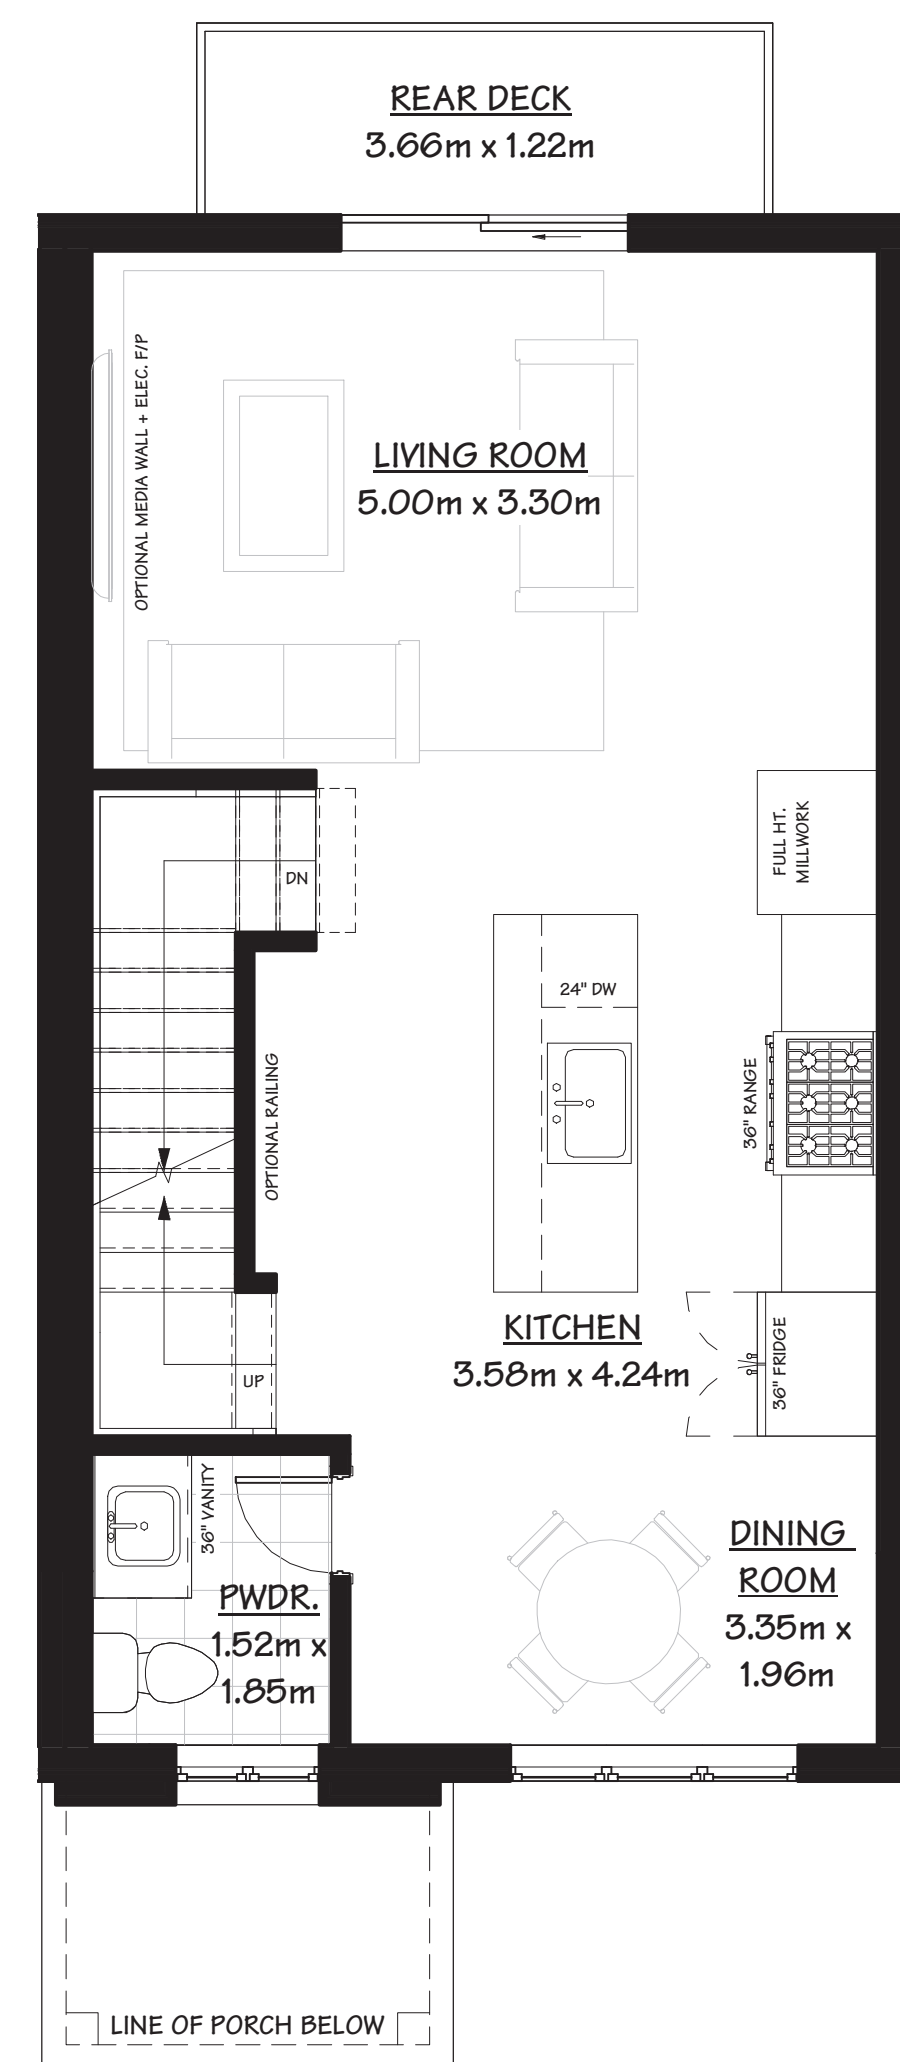 REAR DECK
3.66m x 1.22m
OPTIONAL MEDIA WALL + ELEC. F/P
LIVING ROOM
5.00m x 3.30m
FULL HT.
MILLWORK
DN
24" DW
OPTIONAL RAILING
36" RANGE
KITCHEN
3.58m x 4.24m
36" FRIDGE
UP
36" VANITY
PWDR.
1.52m x
1.85m
DINING
ROOM
3.35m x
1.96m
LINE OF PORCH BELOW